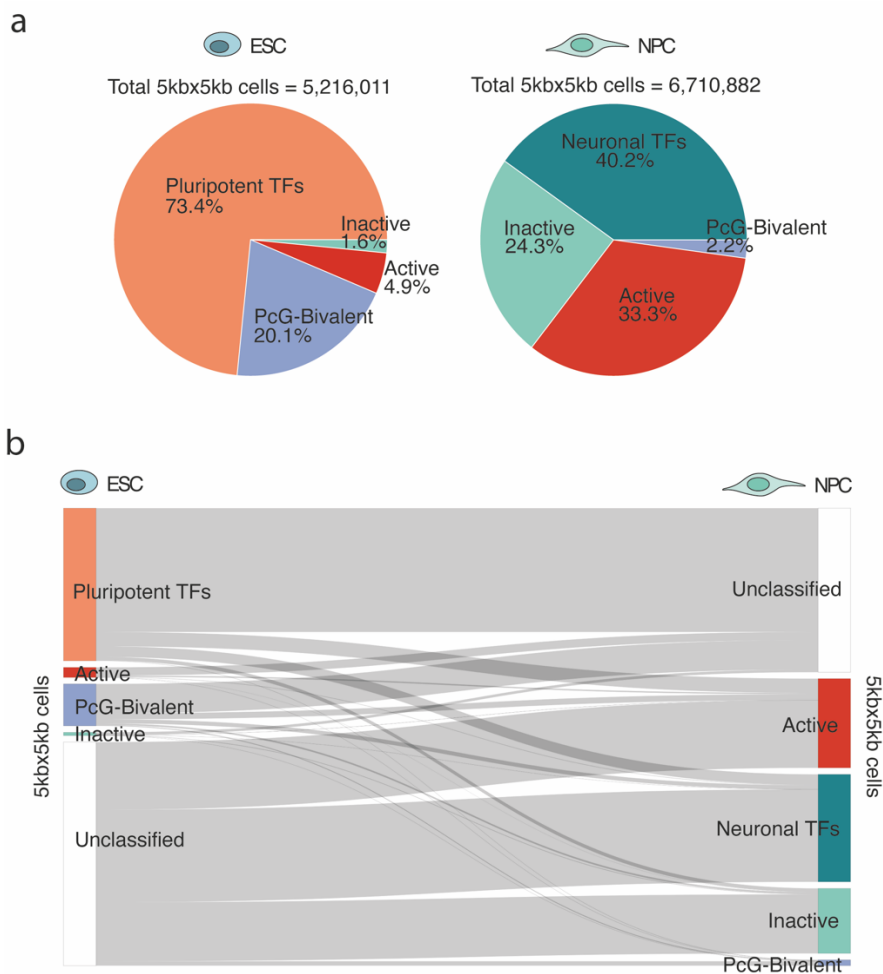 a
ESC
NPC
Total 5kbx5kb cells = 5,216,011
Total 5kbx5kb cells = 6,710,882
Pluripotent TFs
73.4%
Inactive
1.6%
Active
4.9%
PcG-Bivalent
20.1%
Neuronal TFs
40.2%
PcG-Bivalent
2.2%
Inactive
24.3%
Active
33.3%
b
ESC
NPC
Pluripotent TFs
Active
PcG-Bivalent
Inactive
Unclassified
5kbx5kb cells
Unclassified
Active
Neuronal TFs
Inactive
PcG-Bivalent
5kbx5kb cells